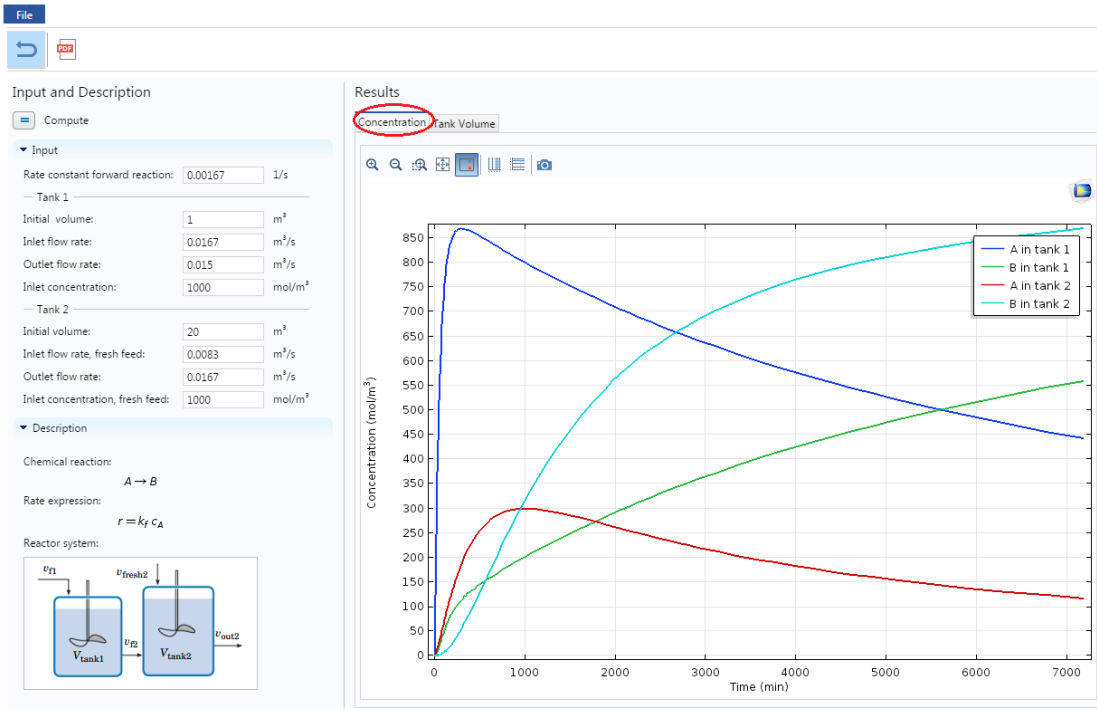 File
PDF
Input and Description
Compute
Input
Rate constant forward reaction: 0.00167 1/s
Tank 1
Initial volume: 1 m³
Inlet flow rate: 0.0167 m³/s
Outlet flow rate: 0.015 m³/s
Inlet concentration: 1000 mol/m³
Tank 2
Initial volume: 20 m³
Inlet flow rate, fresh feed: 0.0083 m³/s
Outlet flow rate: 0.0167 m³/s
Inlet concentration, fresh feed: 1000 mol/m³
Description
Chemical reaction:
A → B
Rate expression:
r = k_f c_A
Reactor system:
v_f1
v_fresh2
v_f2
v_out2
V_tank1
V_tank2
Results
Concentration Tank Volume
850
800
750
700
650
600
550
500
450
400
350
300
250
200
150
100
50
0
Concentration (mol/m³)
A in tank 1
B in tank 1
A in tank 2
B in tank 2
0 1000 2000 3000 4000 5000 6000 7000
Time (min)